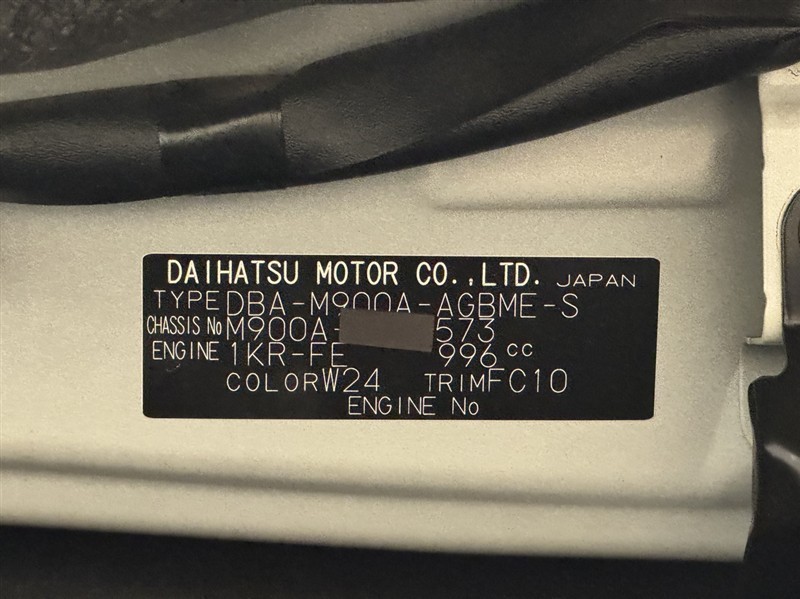 DAIHATSU MOTOR CO.,LTD. JAPAN
TYPE DBA-M900A-AGBME-S
CHASSIS No M900A- 573
ENGINE 1KR-FE 996 cc
COLOR W24 TRIM FC10
ENGINE No